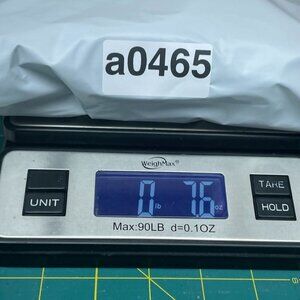 a0465
WeighMax®
UNIT
0 lb 7.6 oz
TARE
HOLD
Max:90LB d=0.1OZ